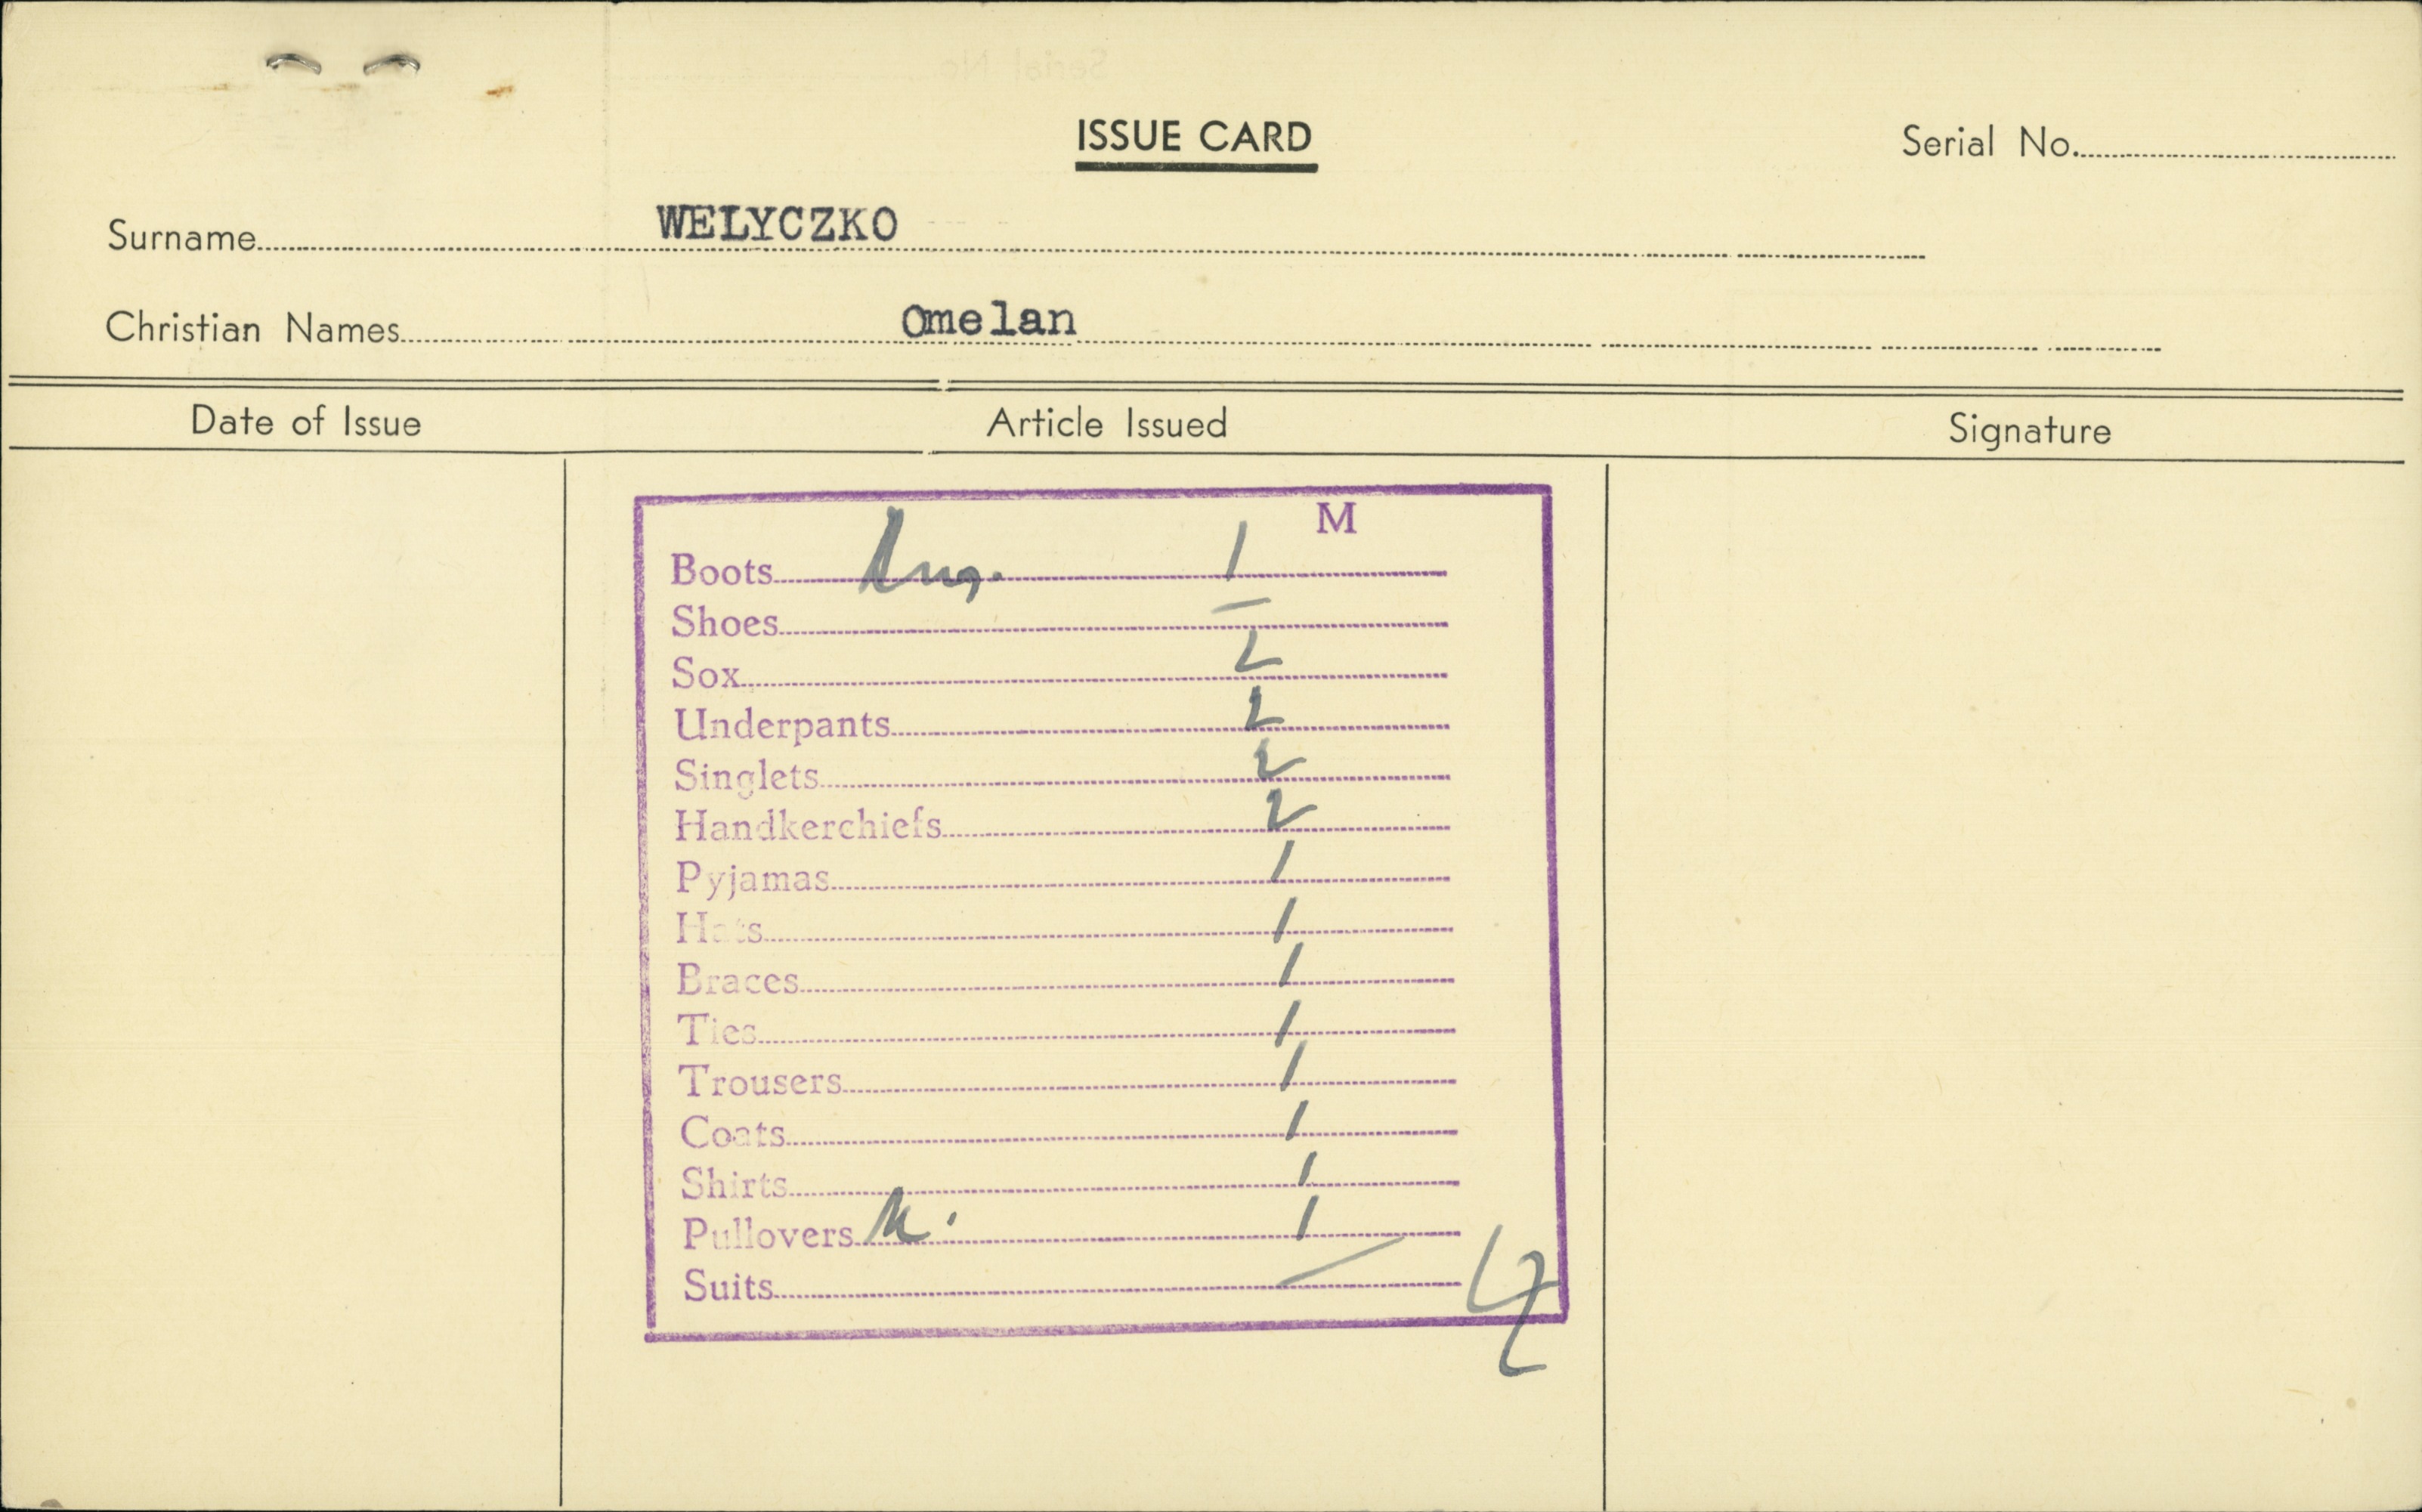 ISSUE CARD
Serial No.
Surname WELYCZKO
Christian Names Omelan
Date of Issue Article Issued Signature
M
Boots 1
Shoes —
Sox 2
Underpants 2
Singlets 2
Handkerchiefs 2
Pyjamas 1
Hats 1
Braces 1
Ties 1
Trousers 1
Coats 1
Shirts 1
Pullovers 1
Suits —